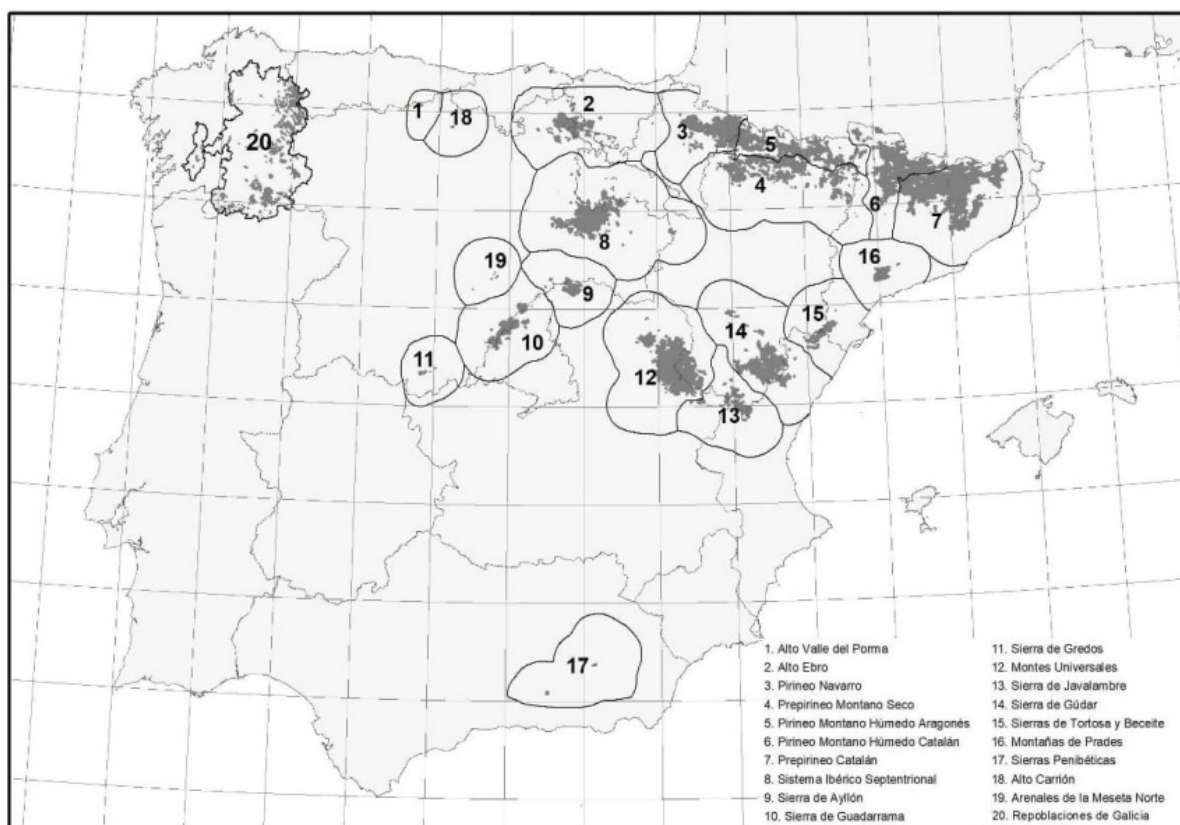 1
18
2
3
5
4
20
6
7
8
19
16
9
15
14
10
11
12
13
17
1. Alto Valle del Porma
2. Alto Ebro
3. Pirineo Navarro
4. Prepirineo Montano Seco
5. Pirineo Montano Húmedo Aragonés
6. Pirineo Montano Húmedo Catalán
7. Prepirineo Catalán
8. Sistema Ibérico Septentrional
9. Sierra de Ayllón
10. Sierra de Guadarrama
11. Sierra de Gredos
12. Montes Universales
13. Sierra de Javalambre
14. Sierra de Gúdar
15. Sierras de Tortosa y Beceite
16. Montañas de Prades
17. Sierras Penibéticas
18. Alto Carrión
19. Arenales de la Meseta Norte
20. Repoblaciones de Galicia